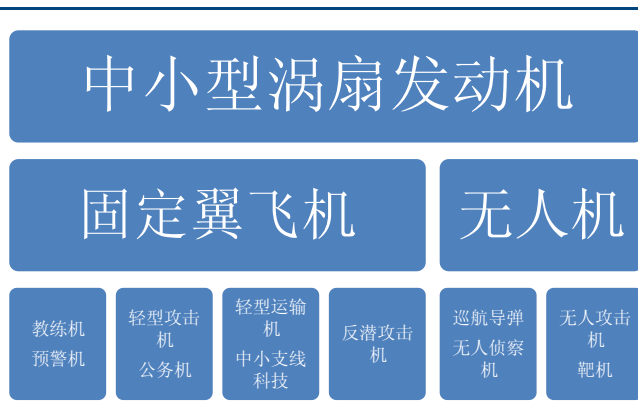 中小型涡扇发动机
固定翼飞机
无人机
教练机
预警机
轻型攻击
机
公务机
轻型运输
机
中小支线
科技
反潜攻击
机
巡航导弹
无人侦察
机
无人攻击
机
靶机